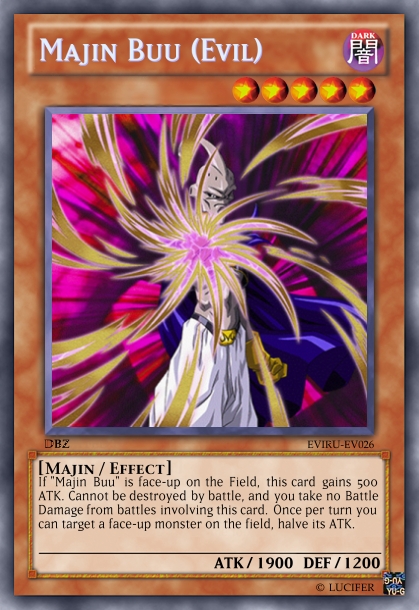 Majin Buu (Evil)
DARK
闇
DBZ
EVIRU-EV026
[Majin / Effect]
If "Majin Buu" is face-up on the Field, this card gains 500
ATK. Cannot be destroyed by battle, and you take no Battle
Damage from battles involving this card. Once per turn you
can target a face-up monster on the field, halve its ATK.
ATK / 1900 DEF / 1200
© LUCIFER